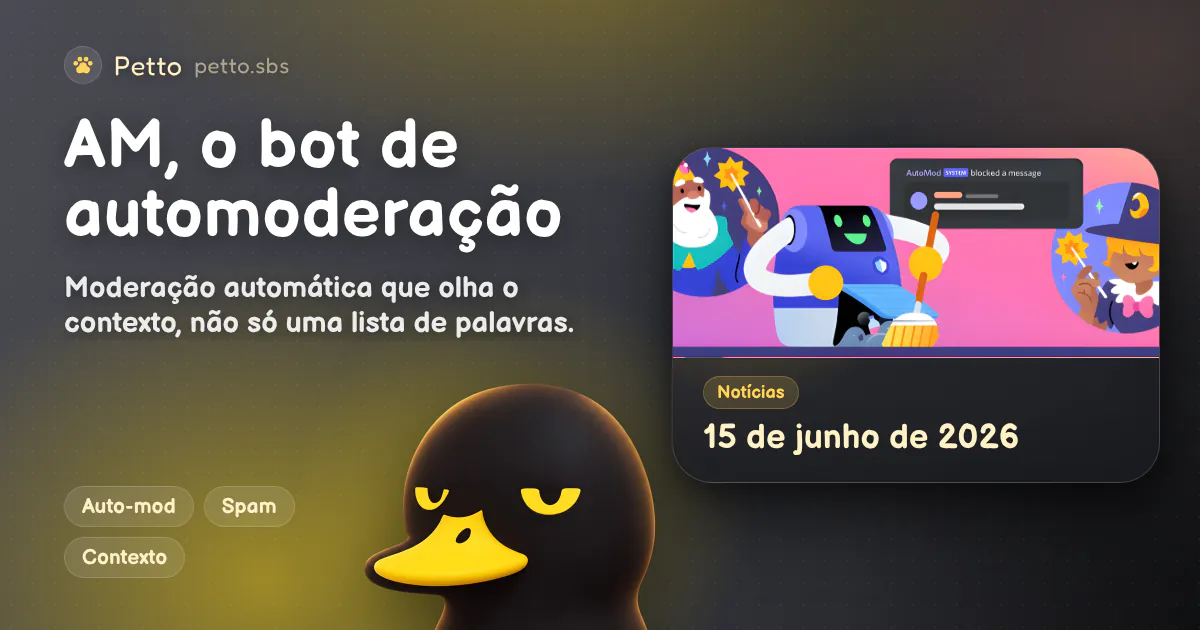 Petto petto.sbs
AM, o bot de
automoderação
Moderação automática que olha o
contexto, não só uma lista de palavras.
Auto-mod
Spam
Contexto
AutoMod SYSTEM blocked a message
Notícias
15 de junho de 2026